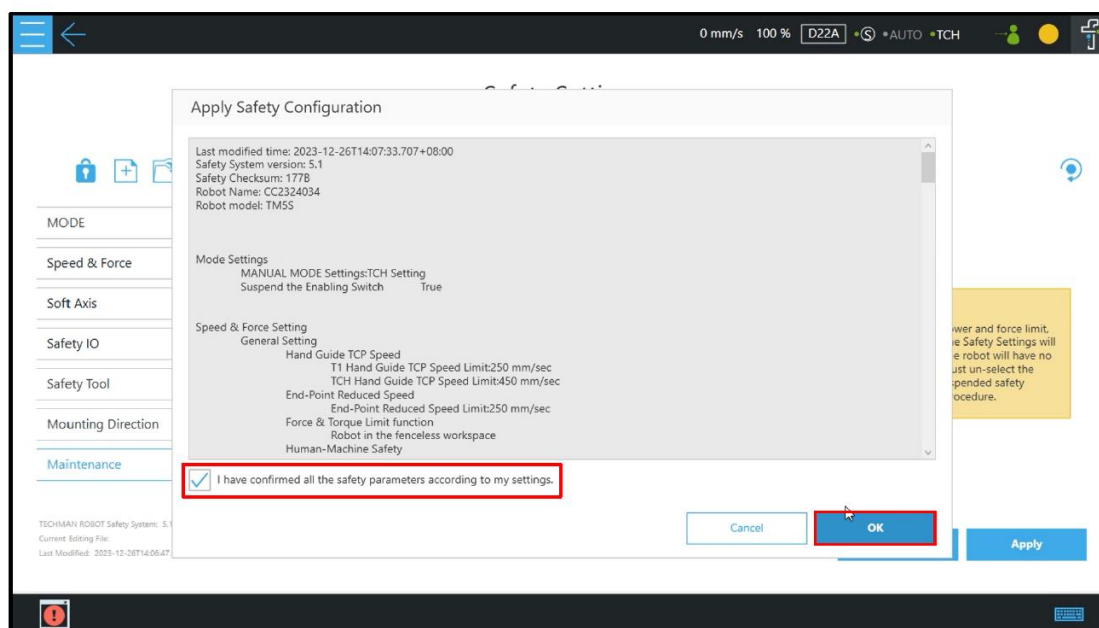 0 mm/s 100 % D22A S AUTO TCH
Apply Safety Configuration
Last modified time: 2023-12-26T14:07:33.707+08:00
Safety System version: 5.1
Safety Checksum: 177B
Robot Name: CC2324034
Robot model: TM5S
Mode Settings
MANUAL MODE Settings:TCH Setting
Suspend the Enabling Switch True
Speed & Force Setting
General Setting
Hand Guide TCP Speed
T1 Hand Guide TCP Speed Limit:250 mm/sec
TCH Hand Guide TCP Speed Limit:450 mm/sec
End-Point Reduced Speed
End-Point Reduced Speed Limit:250 mm/sec
Force & Torque Limit function
Robot in the fenceless workspace
Human-Machine Safety
I have confirmed all the safety parameters according to my settings.
Cancel
OK
MODE
Speed & Force
Soft Axis
Safety IO
Safety Tool
Mounting Direction
Maintenance
and force limit,
Safety Settings will
robot will have no
un-select the
safety
TECHMAN ROBOT Safety System: 5.1
Current Editing File:
Last Modified: 2023-12-26T14:06:47
Apply